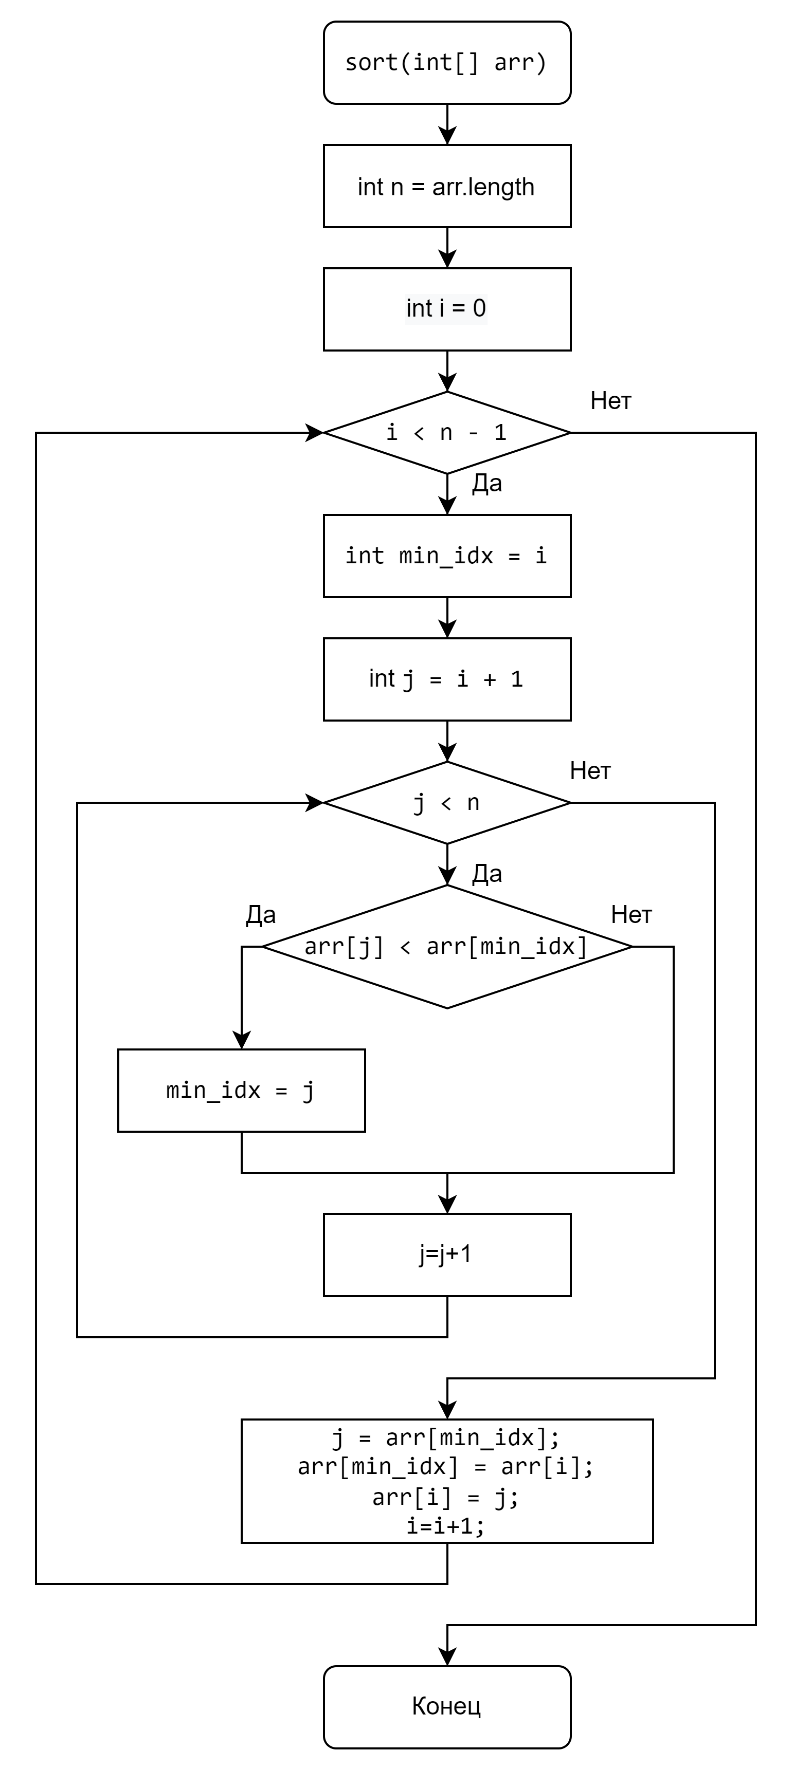 sort(int[] arr)
int n = arr.length
int i = 0
Нет
i < n - 1
Да
int min_idx = i
int j = i + 1
Нет
j < n
Да
Да
Нет
arr[j] < arr[min_idx]
min_idx = j
j=j+1
j = arr[min_idx];
arr[min_idx] = arr[i];
arr[i] = j;
i=i+1;
Конец